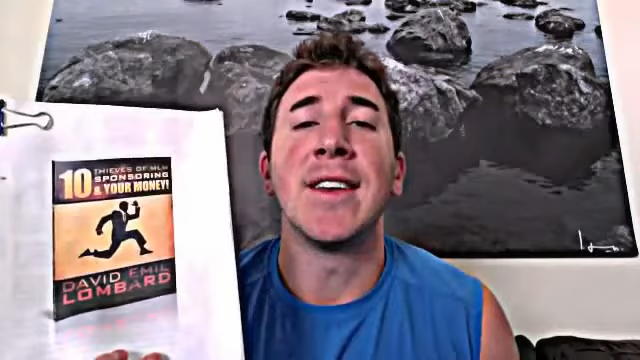 10 THIEVES OF MLM
SPONSORING
& YOUR MONEY!
DAVID EMIL
LOMBARD